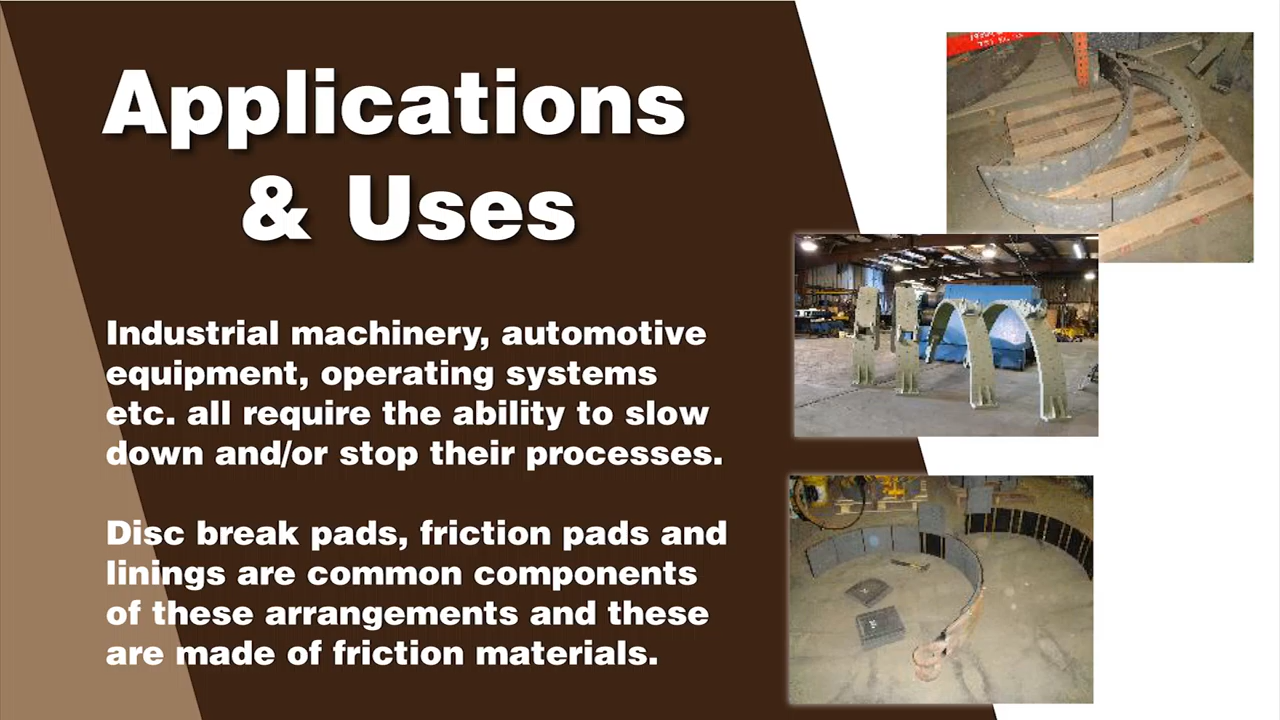 Applications
& Uses
Industrial machinery, automotive
equipment, operating systems
etc. all require the ability to slow
down and/or stop their processes.
Disc break pads, friction pads and
linings are common components
of these arrangements and these
are made of friction materials.